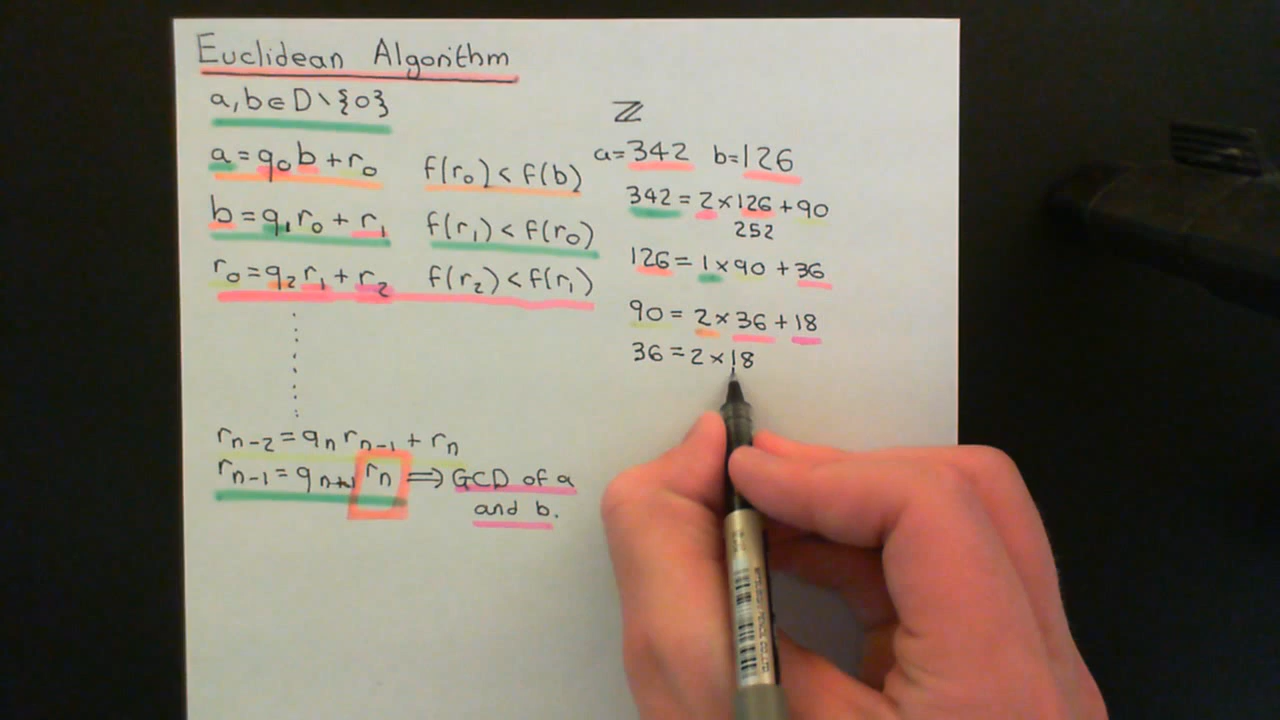 Euclidean Algorithm
a, b ∈ D \ {0}
a = q₀b + r₀ f(r₀) < f(b)
b = q₁r₀ + r₁ f(r₁) < f(r₀)
r₀ = q₂r₁ + r₂ f(r₂) < f(r₁)
rₙ₋₂ = qₙrₙ₋₁ + rₙ
rₙ₋₁ = qₙ₊₁ rₙ ⟹ GCD of a
and b.
ℤ
a = 342 b = 126
342 = 2 × 126 + 90
252
126 = 1 × 90 + 36
90 = 2 × 36 + 18
36 = 2 × 18